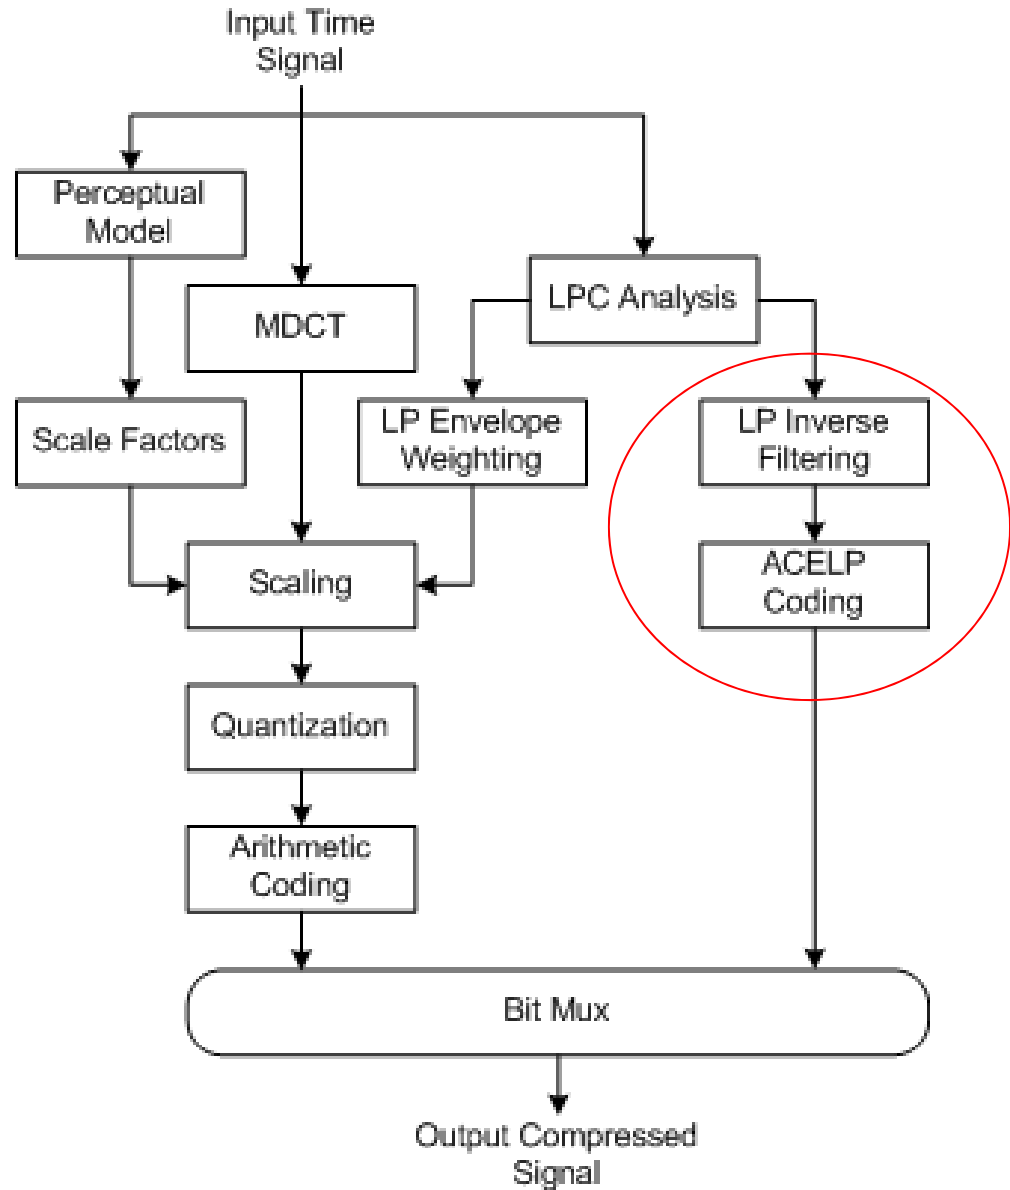 Input Time
Signal
Perceptual
Model
LPC Analysis
MDCT
Scale Factors
LP Envelope
Weighting
LP Inverse
Filtering
Scaling
ACELP
Coding
Quantization
Arithmetic
Coding
Bit Mux
Output Compressed
Signal